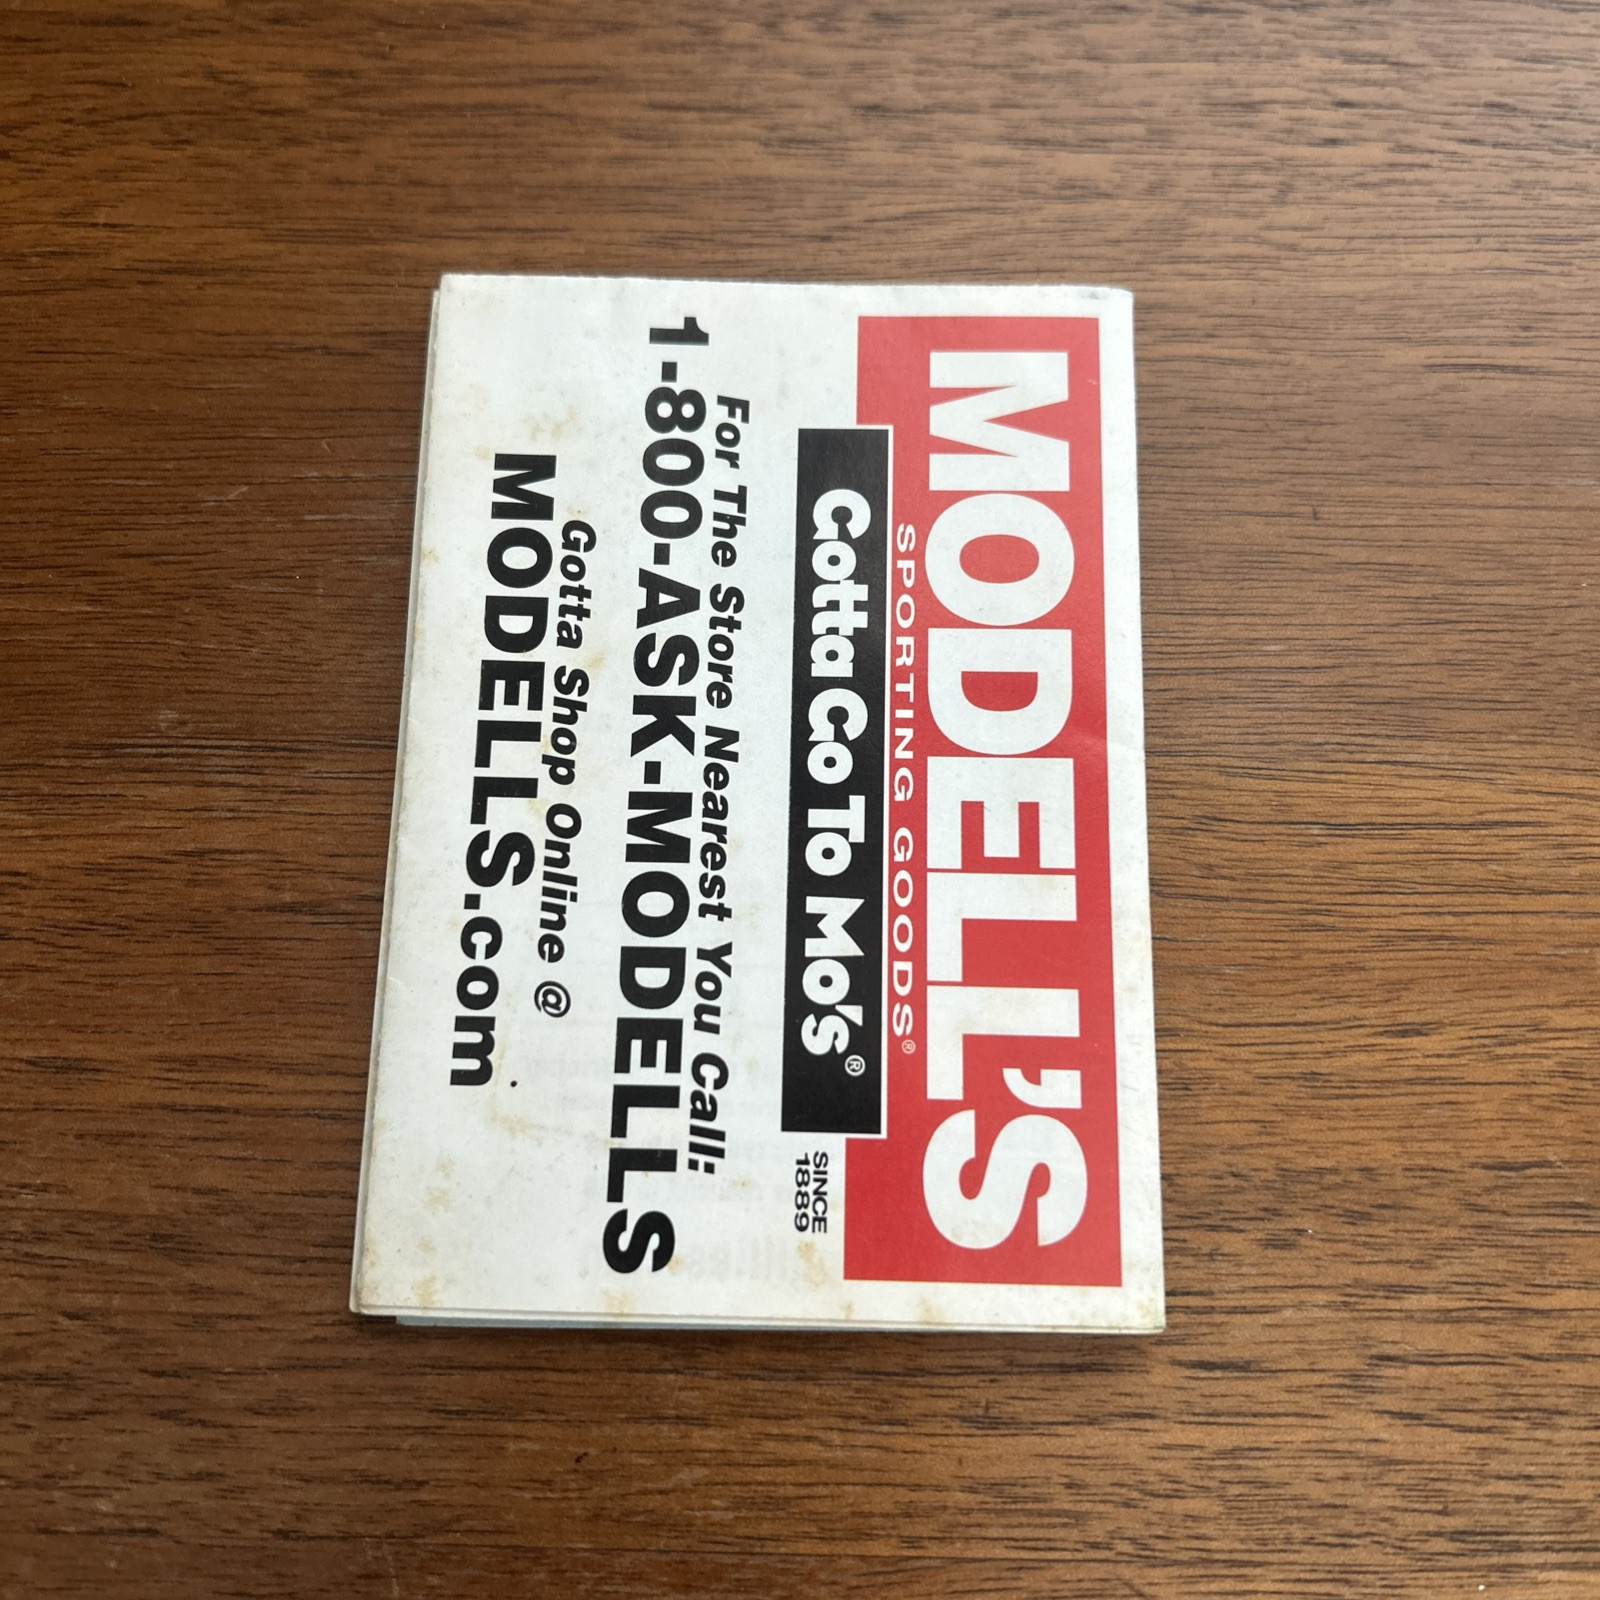 MODELL'S
SPORTING GOODS®
Gotta Go To Mo's®
SINCE
1889
For The Store Nearest You Call:
1-800-ASK-MODELLS
Gotta Shop Online @
MODELLS.com